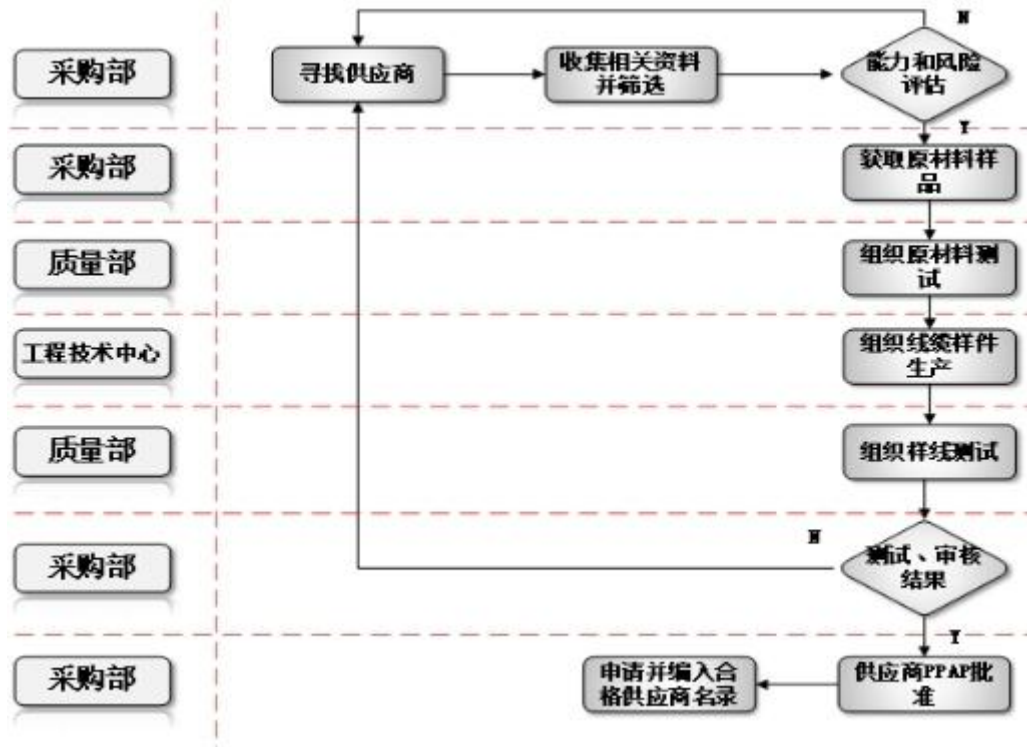 N
采购部
寻找供应商
收集相关资料
并筛选
能力和风险
评估
Y
采购部
获取原材料样
品
质量部
组织原材料测
试
工程技术中心
组织线缆样件
生产
质量部
组织样线测试
N
采购部
测试、审核
结果
Y
采购部
申请并编入合
格供应商名录
供应商PPAP批
准